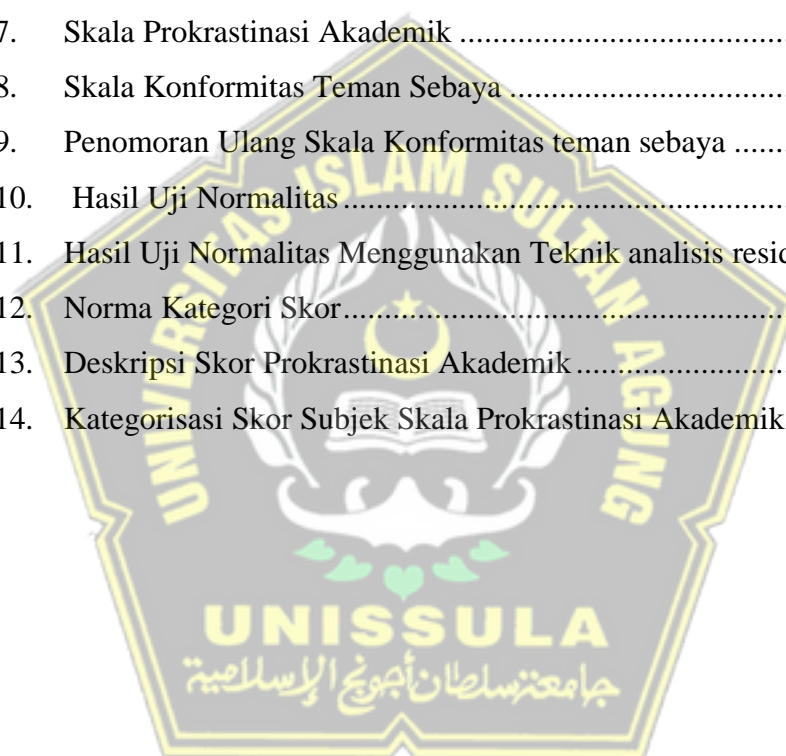 7. Skala Prokrastinasi Akademik
8. Skala Konformitas Teman Sebaya
9. Penomoran Ulang Skala Konformitas teman sebaya
10. Hasil Uji Normalitas
11. Hasil Uji Normalitas Menggunakan Teknik analisis resid
12. Norma Kategori Skor
13. Deskripsi Skor Prokrastinasi Akademik
14. Kategorisasi Skor Subjek Skala Prokrastinasi Akademik
UNIVERSITAS ISLAM SULTAN AGUNG
UNISSULA
جامعة سلطان أجونج الإسلامية